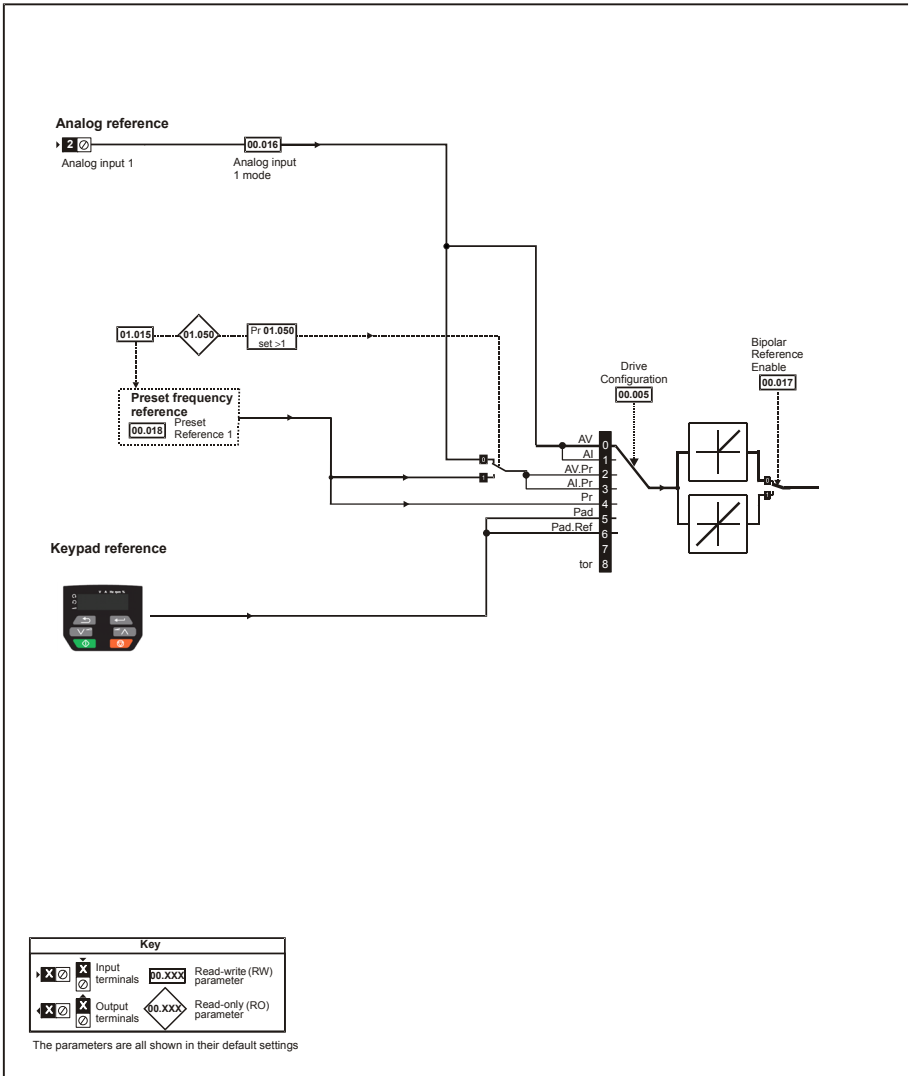 Analog reference
2
Analog input 1
00.016
Analog input
1 mode
01.015
01.050
Pr 01.050
set >1
Preset frequency
reference
00.018
Preset
Reference 1
0
1
Drive
Configuration
00.005
Bipolar
Reference
Enable
00.017
AV 0
AI 1
AV.Pr 2
AI.Pr 3
Pr 4
Pad 5
Pad.Ref 6
7
tor 8
0
1
Keypad reference
Key
X
X
Input
terminals
00.XXX
Read-write (RW)
parameter
X
X
Output
terminals
00.XXX
Read-only (RO)
parameter
The parameters are all shown in their default settings